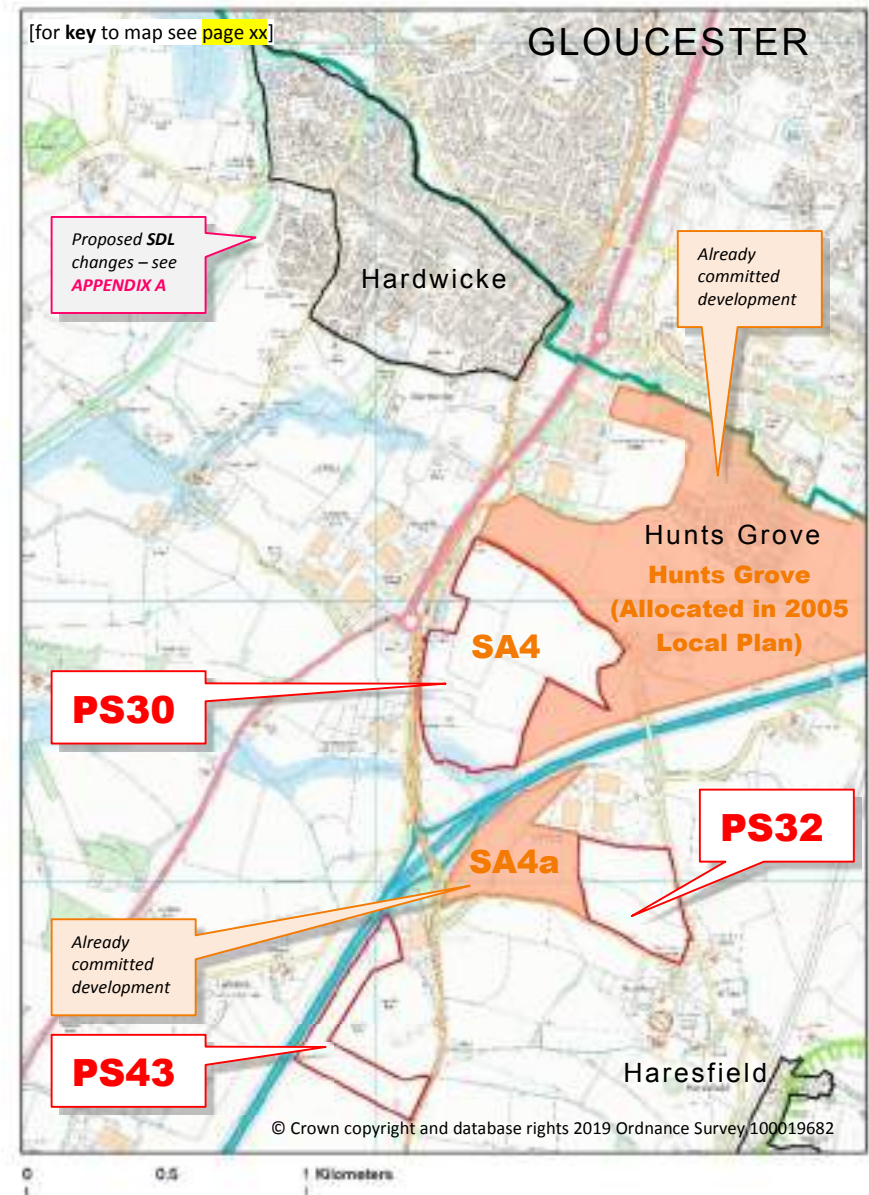 [for key to map see page xx]
GLOUCESTER
Proposed SDL
changes – see
APPENDIX A
Hardwicke
Already
committed
development
Hunts Grove
Hunts Grove
(Allocated in 2005
Local Plan)
SA4
PS30
PS32
SA4a
Already
committed
development
PS43
Haresfield
© Crown copyright and database rights 2019 Ordnance Survey 100019682
0 0.5 1 Kilometers